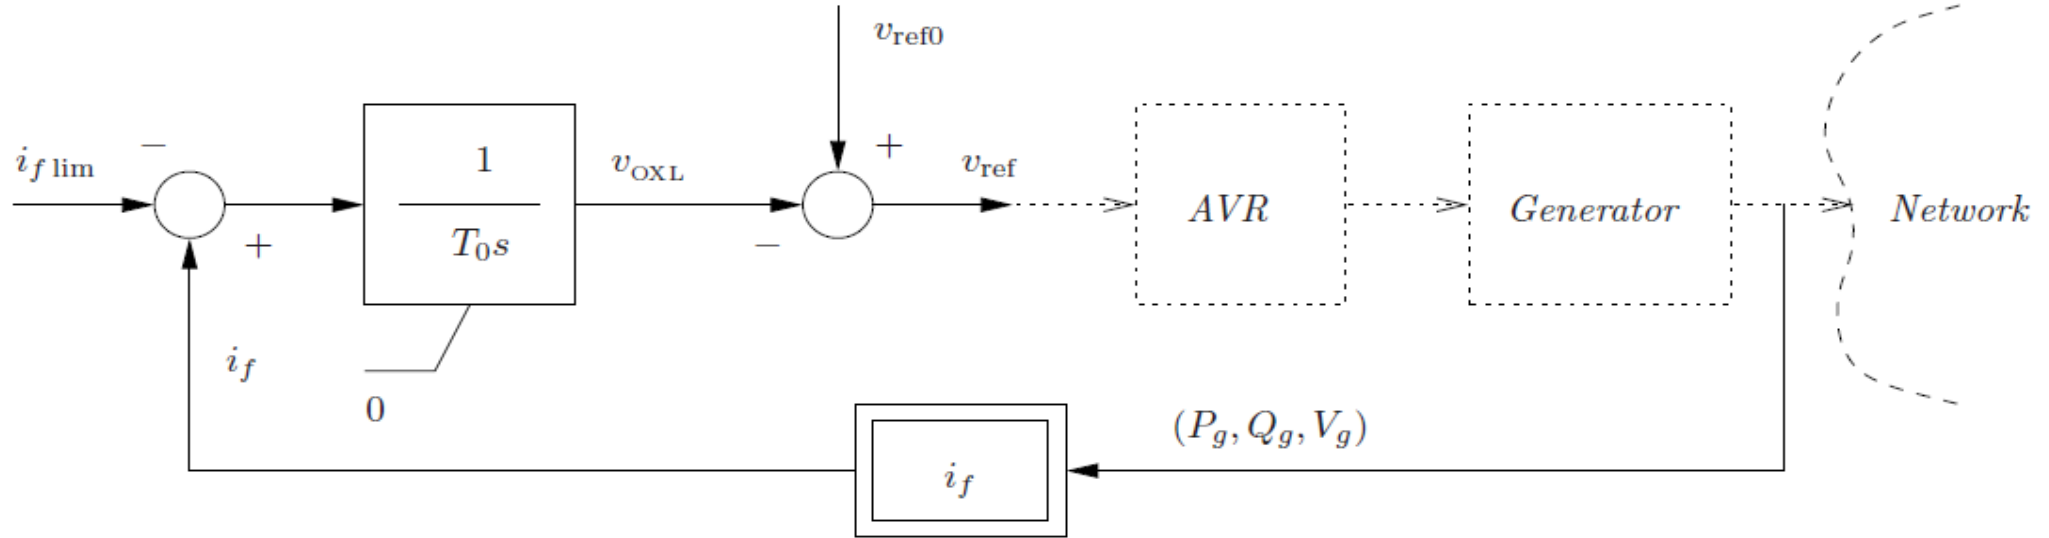 v_ref0
−
+
i_f lim
1
v_OXL
v_ref
T_0s
AVR
Generator
Network
+
−
i_f
0
(P_g, Q_g, V_g)
i_f